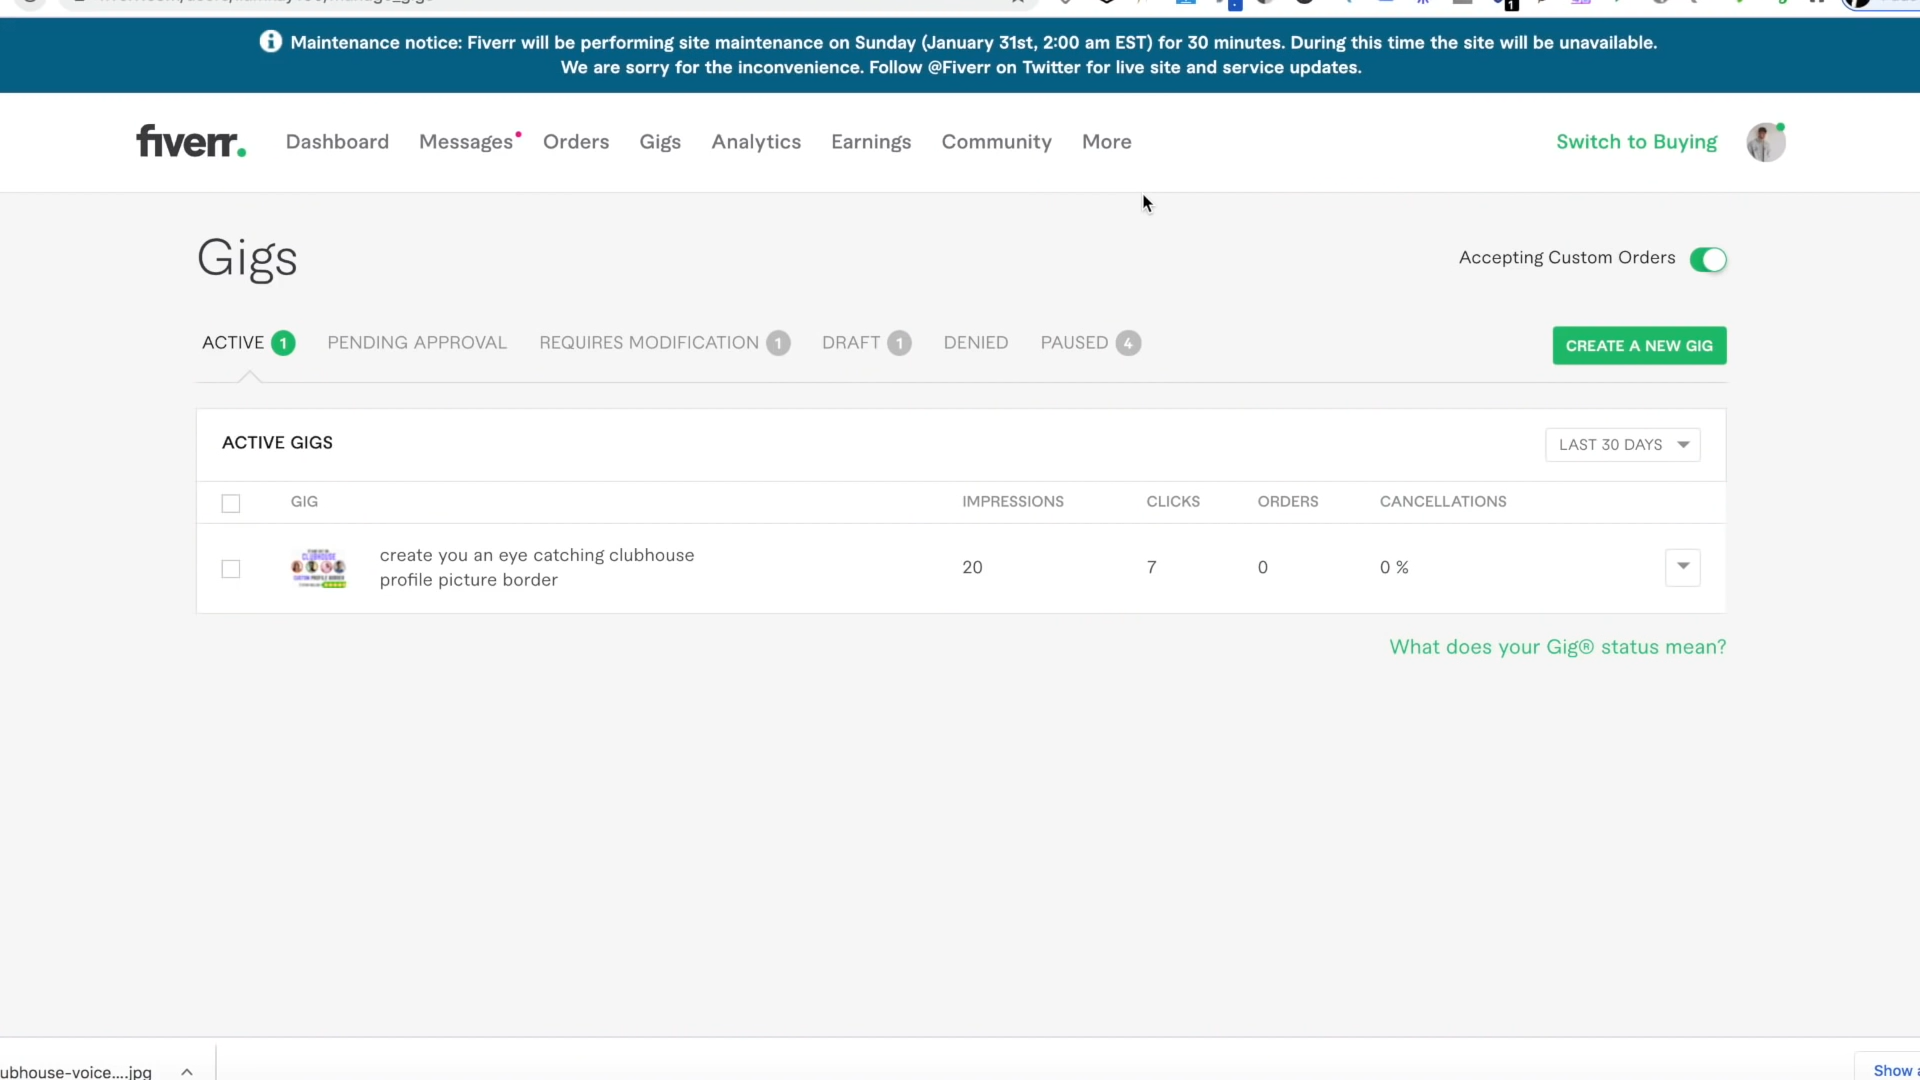 Maintenance notice: Fiverr will be performing site maintenance on Sunday (January 31st, 2:00 am EST) for 30 minutes. During this time the site will be unavailable.
We are sorry for the inconvenience. Follow @Fiverr on Twitter for live site and service updates.
fiverr. Dashboard Messages Orders Gigs Analytics Earnings Community More Switch to Buying
Gigs
Accepting Custom Orders
ACTIVE 1 PENDING APPROVAL REQUIRES MODIFICATION 1 DRAFT 1 DENIED PAUSED 4
CREATE A NEW GIG
ACTIVE GIGS
LAST 30 DAYS
GIG IMPRESSIONS CLICKS ORDERS CANCELLATIONS
create you an eye catching clubhouse
profile picture border
20 7 0 0 %
What does your Gig® status mean?
ubhouse-voice....jpg
Show